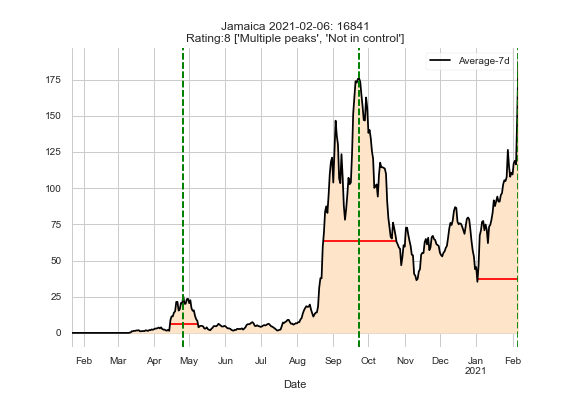 Jamaica 2021-02-06: 16841
Rating:8 ['Multiple peaks', 'Not in control']
Average-7d
175
150
125
100
75
50
25
0
Feb Mar Apr May Jun Jul Aug Sep Oct Nov Dec Jan Feb
2021
Date